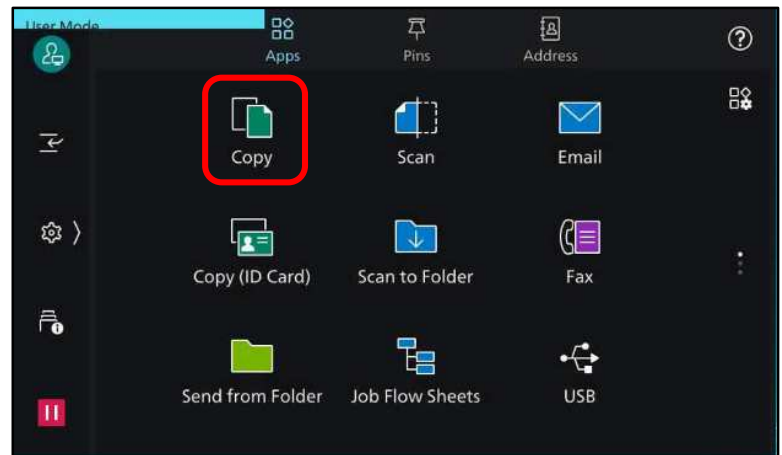 User Mode
Apps
Pins
Address
Copy
Scan
Email
Copy (ID Card)
Scan to Folder
Fax
Send from Folder
Job Flow Sheets
USB